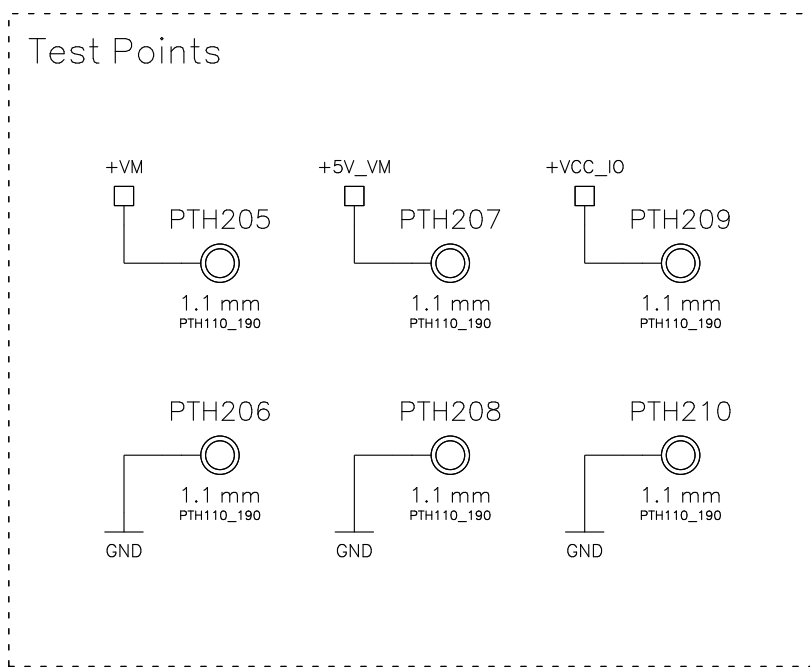 Test Points
+VM
+5V_VM
+VCC_IO
PTH205
PTH207
PTH209
1.1 mm
1.1 mm
1.1 mm
PTH110_190
PTH110_190
PTH110_190
PTH206
PTH208
PTH210
1.1 mm
1.1 mm
1.1 mm
PTH110_190
PTH110_190
PTH110_190
GND
GND
GND